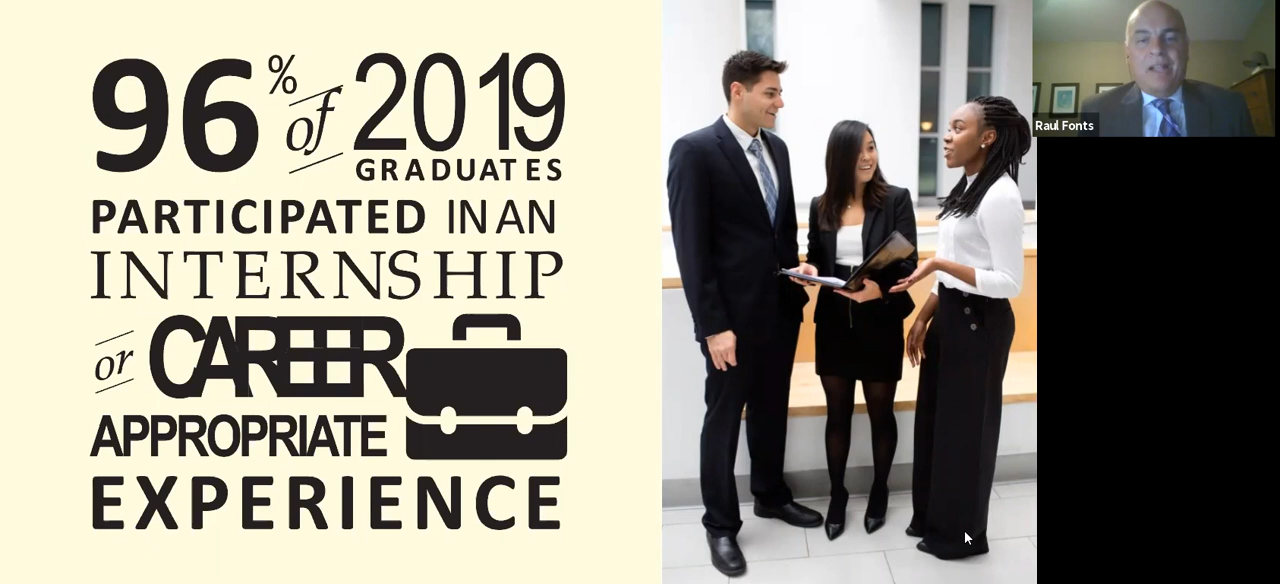 96% of 2019
GRADUATES
PARTICIPATED IN AN
INTERNSHIP
or CAREER
APPROPRIATE
EXPERIENCE
Raul Fonts